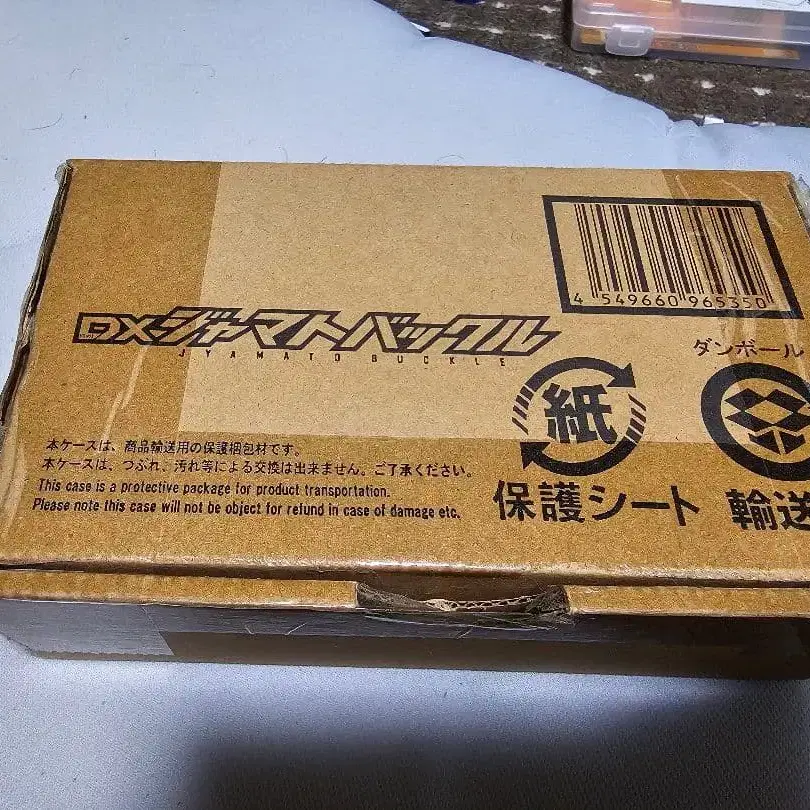 4 549660 965350
DXジャマトバックル
JYAMATO BUCKLE
ダンボール
紙
本ケースは、商品輸送用の保護梱包材です。
本ケースは、つぶれ、汚れ等による交換は出来ません。ご了承ください。
This case is a protective package for product transportation.
Please note this case will not be object for refund in case of damage etc.
保護シート
輸送